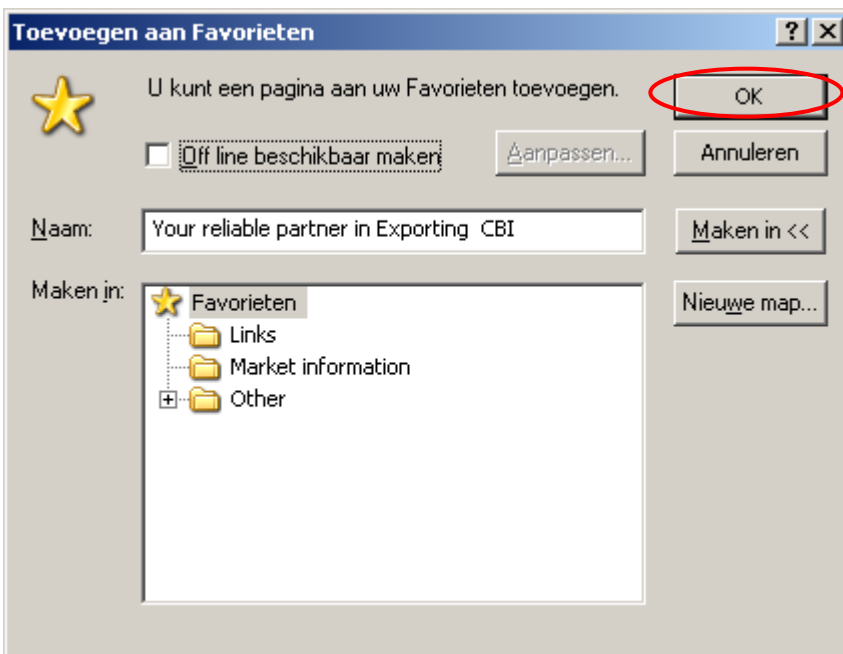 Toevoegen aan Favorieten
U kunt een pagina aan uw Favorieten toevoegen.
OK
Off line beschikbaar maken
Aanpassen...
Annuleren
Naam:
Your reliable partner in Exporting  CBI
Maken in <<
Maken in:
Favorieten
Nieuwe map...
Links
Market information
Other